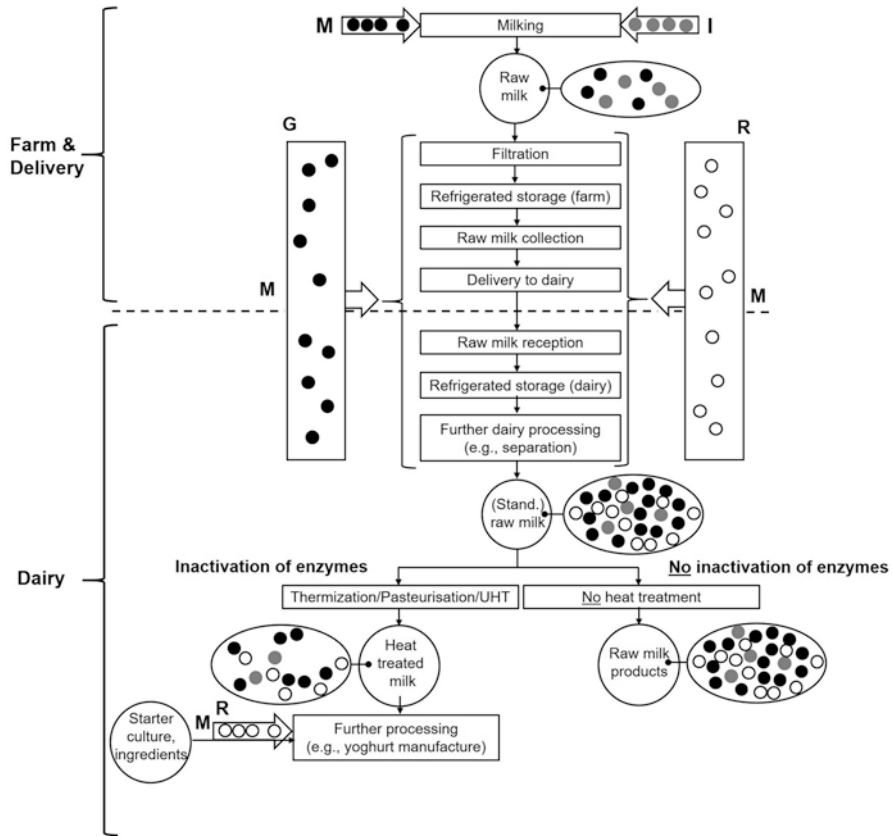 M
Milking
I
Raw
milk
G
R
Farm &
Delivery
Filtration
Refrigerated storage (farm)
Raw milk collection
Delivery to dairy
M
M
Raw milk reception
Refrigerated storage (dairy)
Further dairy processing
(e.g., separation)
(Stand.)
raw milk
Dairy
Inactivation of enzymes
No inactivation of enzymes
Thermization/Pasteurisation/UHT
No heat treatment
Heat
treated
milk
Raw milk
products
R
M
Starter
culture,
ingredients
Further processing
(e.g., yoghurt manufacture)